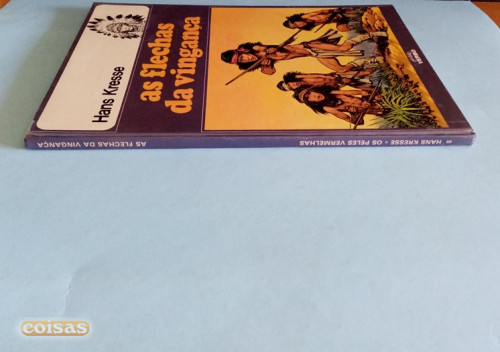 Hans Kresse
as flechas
da vingança
AS FLECHAS DA VINGANÇA
HANS KRESSE - OS PELES VERMELHAS
coisas